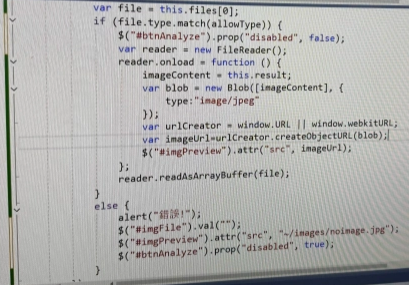 var file = this.files[0];
if (file.type.match(allowType)) {
$("#btnAnalyze").prop("disabled", false);
var reader = new FileReader();
reader.onload = function () {
imageContent = this.result;
var blob = new Blob([imageContent], {
type:"image/jpeg"
});
var urlCreator = window.URL || window.webkitURL;
var imageUrl=urlCreator.createObjectURL(blob);
$("#imgPreview").attr("src", imageUrl);
};
reader.readAsArrayBuffer(file);
}
else {
alert("錯誤!");
$("#imgFile").val("");
$("#imgPreview").attr("src", "~/images/noimage.jpg");
$("#btnAnalyze").prop("disabled", true);
}